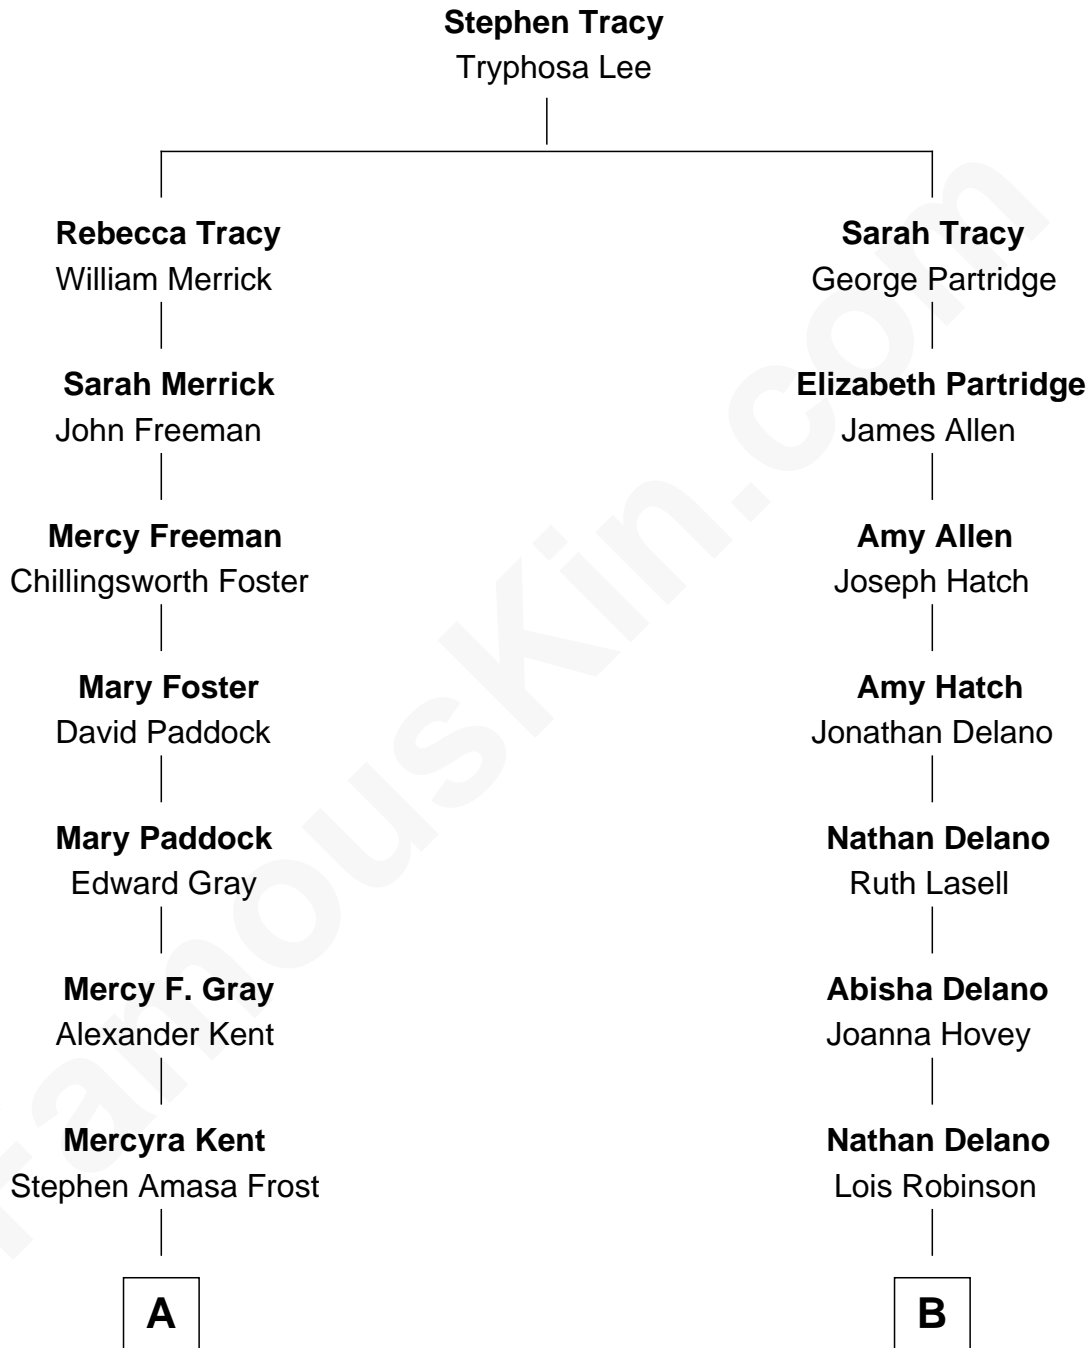 Stephen Tracy
Tryphosa Lee
Rebecca Tracy
William Merrick
Sarah Tracy
George Partridge
Sarah Merrick
John Freeman
Elizabeth Partridge
James Allen
Mercy Freeman
Chillingsworth Foster
Amy Allen
Joseph Hatch
Mary Foster
David Paddock
Amy Hatch
Jonathan Delano
Mary Paddock
Edward Gray
Nathan Delano
Ruth Lasell
Mercy F. Gray
Alexander Kent
Abisha Delano
Joanna Hovey
Mercyra Kent
Stephen Amasa Frost
Nathan Delano
Lois Robinson
A
B
FamousKin.com